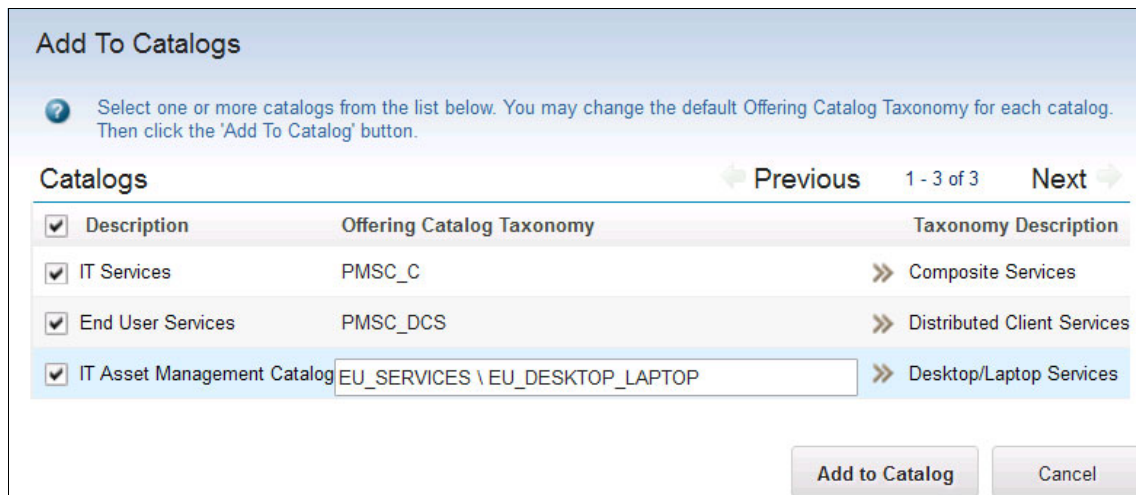 Add To Catalogs
Select one or more catalogs from the list below. You may change the default Offering Catalog Taxonomy for each catalog.
Then click the 'Add To Catalog' button.
Catalogs Previous 1 - 3 of 3 Next
Description Offering Catalog Taxonomy Taxonomy Description
IT Services PMSC_C Composite Services
End User Services PMSC_DCS Distributed Client Services
IT Asset Management Catalog EU_SERVICES \ EU_DESKTOP_LAPTOP Desktop/Laptop Services
Add to Catalog Cancel